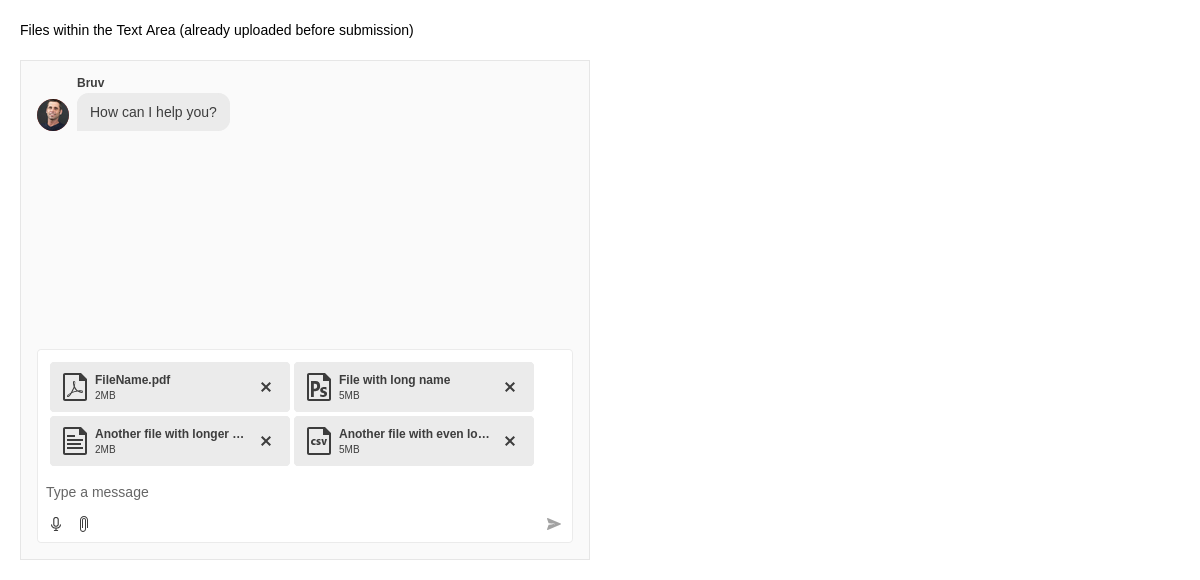 Files within the Text Area (already uploaded before submission)
Bruv
How can I help you?
FileName.pdf
2MB
Ps
File with long name
5MB
Another file with longer ...
2MB
csv
Another file with even lo...
5MB
Type a message